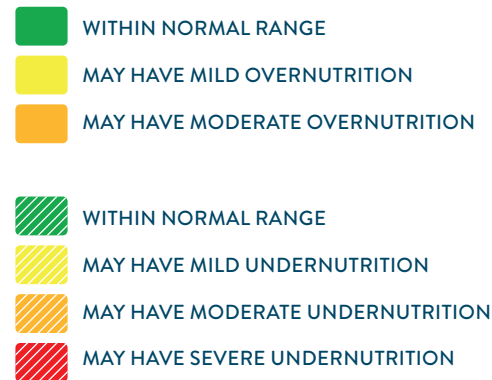 WITHIN NORMAL RANGE
MAY HAVE MILD OVERNUTRITION
MAY HAVE MODERATE OVERNUTRITION
WITHIN NORMAL RANGE
MAY HAVE MILD UNDERNUTRITION
MAY HAVE MODERATE UNDERNUTRITION
MAY HAVE SEVERE UNDERNUTRITION